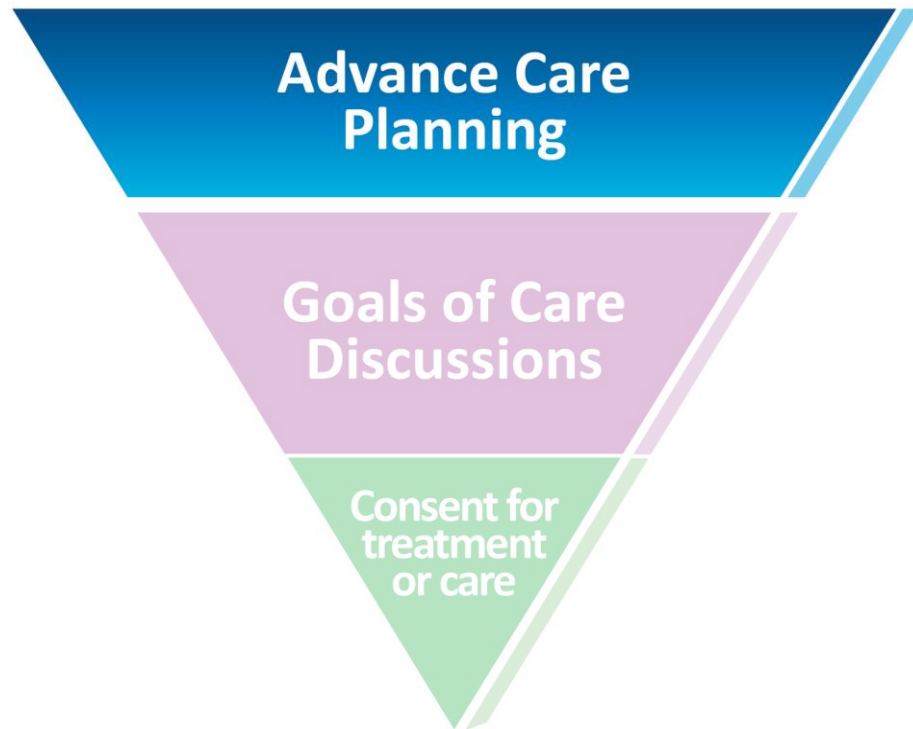 Advance Care
Planning
Goals of Care
Discussions
Consent for
treatment
or care